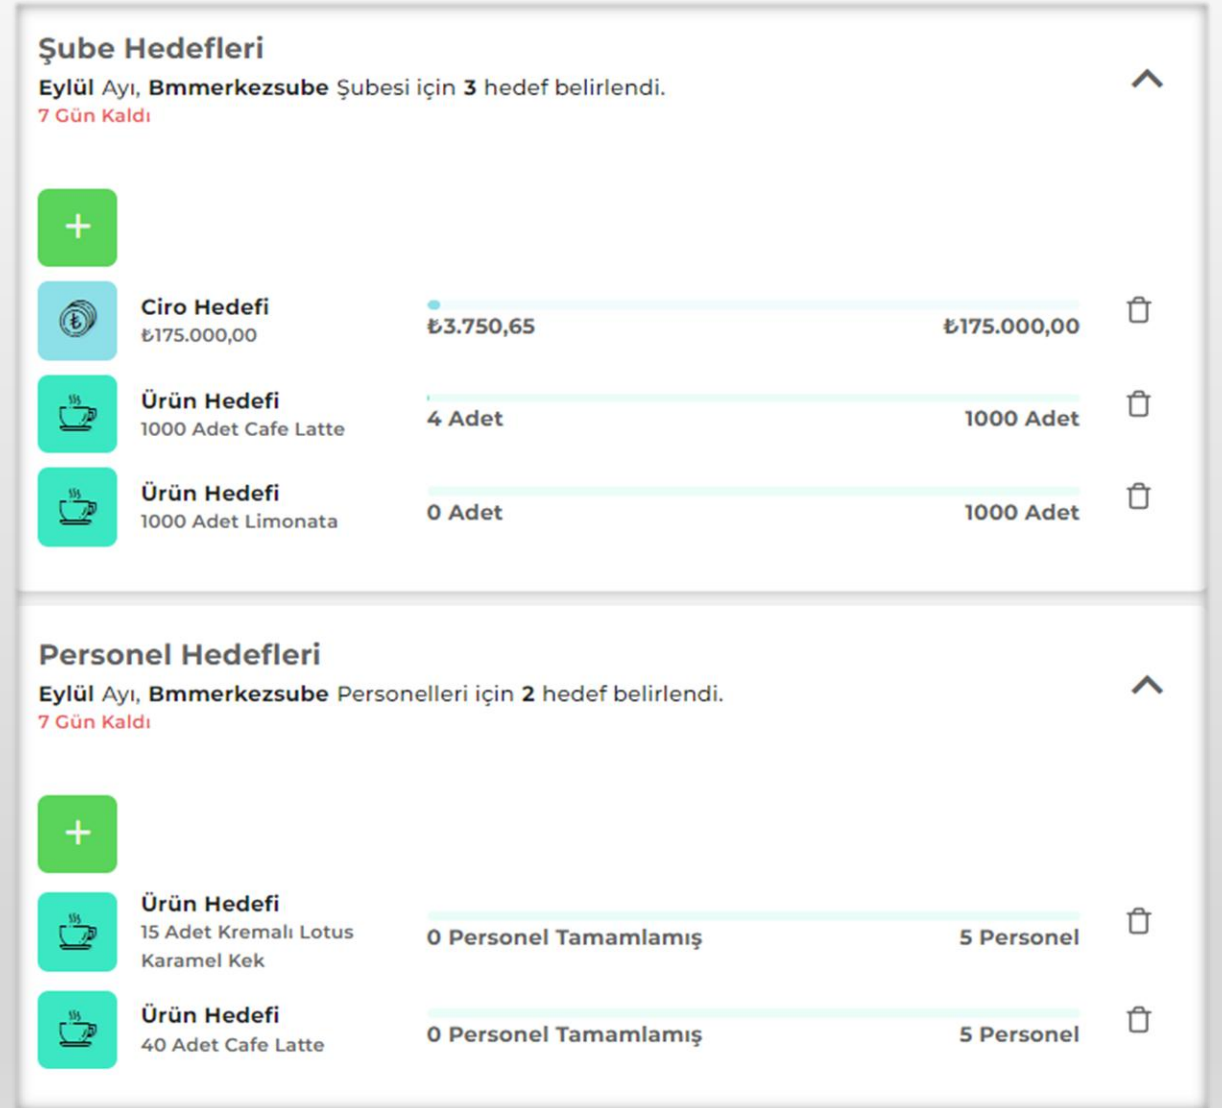 Şube Hedefleri
Eylül Ayı, Bmmerkezsube Şubesi için 3 hedef belirlendi.
7 Gün Kaldı
+
Ciro Hedefi
₺175.000,00
₺3.750,65
₺175.000,00
Ürün Hedefi
1000 Adet Cafe Latte
4 Adet
1000 Adet
Ürün Hedefi
1000 Adet Limonata
0 Adet
1000 Adet
Personel Hedefleri
Eylül Ayı, Bmmerkezsube Personelleri için 2 hedef belirlendi.
7 Gün Kaldı
+
Ürün Hedefi
15 Adet Kremalı Lotus
Karamel Kek
0 Personel Tamamlamış
5 Personel
Ürün Hedefi
40 Adet Cafe Latte
0 Personel Tamamlamış
5 Personel